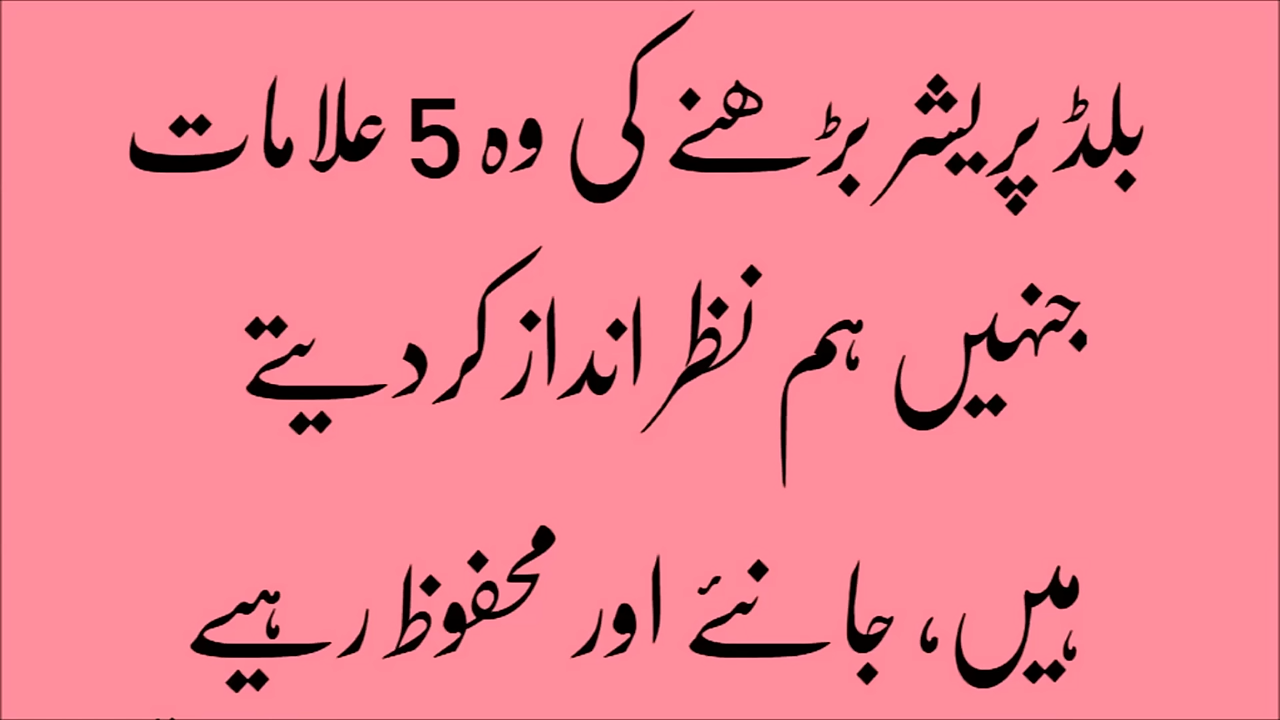 بلڈ پریشر بڑھنے کی وہ 5 علامات
جنہیں ہم نظر انداز کر دیتے
ہیں، جانئے اور محفوظ رہیے